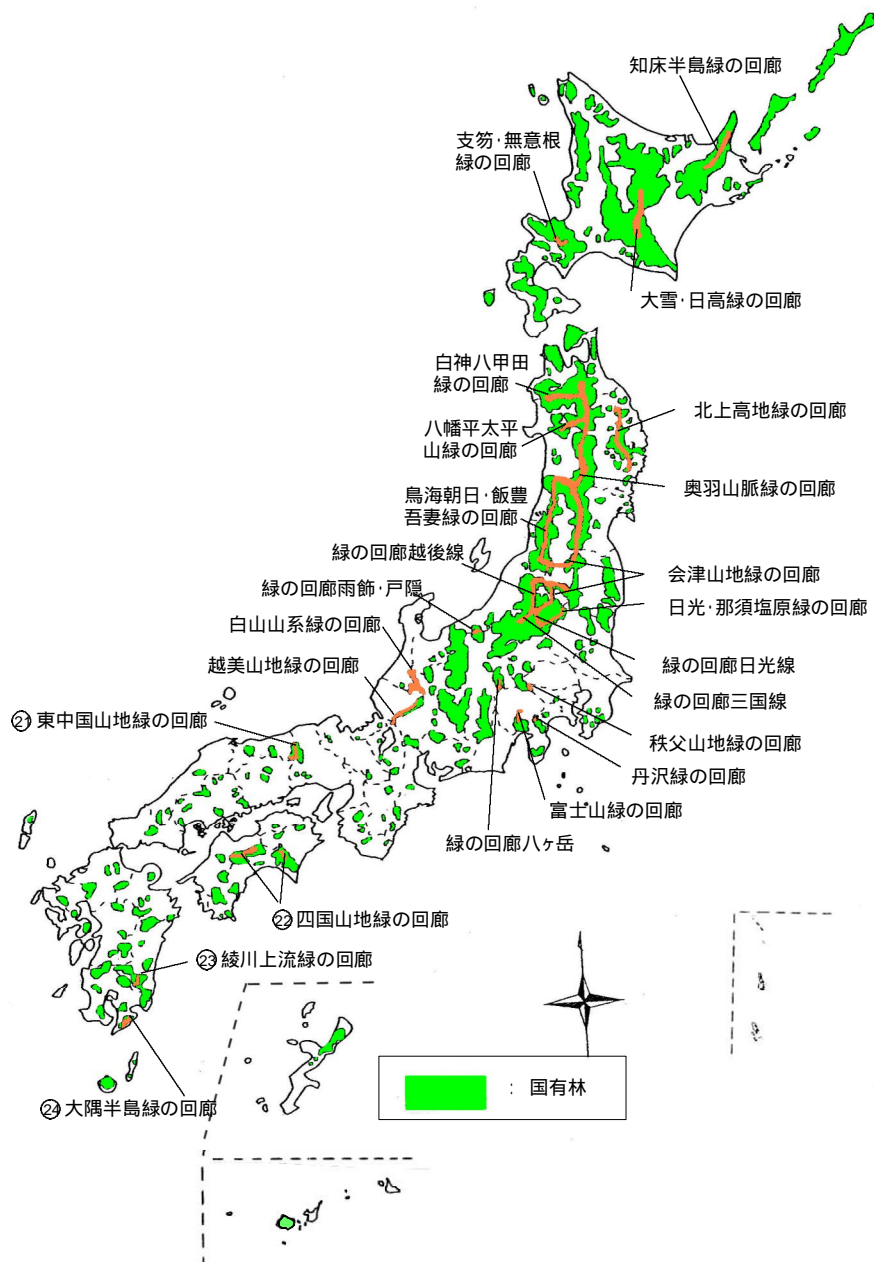 知床半島緑の回廊
支笏・無意根
緑の回廊
大雪・日高緑の回廊
白神八甲田
緑の回廊
北上高地緑の回廊
八幡平太平
山緑の回廊
奥羽山脈緑の回廊
鳥海朝日・飯豊
吾妻緑の回廊
緑の回廊越後線
会津山地緑の回廊
緑の回廊雨飾・戸隠
日光・那須塩原緑の回廊
白山山系緑の回廊
越美山地緑の回廊
緑の回廊日光線
緑の回廊三国線
㉑東中国山地緑の回廊
秩父山地緑の回廊
丹沢緑の回廊
富士山緑の回廊
緑の回廊八ヶ岳
㉒四国山地緑の回廊
㉓綾川上流緑の回廊
：国有林
㉔大隅半島緑の回廊